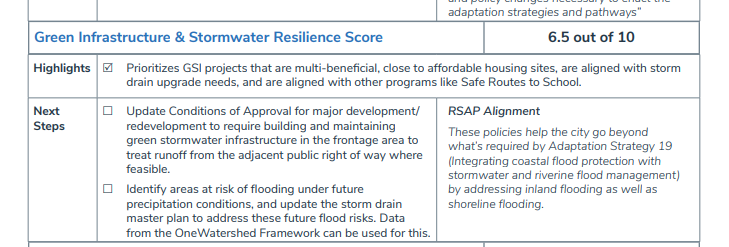 and policy changes necessary to enact the
adaptation strategies and pathways”
Green Infrastructure & Stormwater Resilience Score
6.5 out of 10
Highlights
☑ Prioritizes GSI projects that are multi-beneficial, close to affordable housing sites, are aligned with storm
drain upgrade needs, and are aligned with other programs like Safe Routes to School.
Next
Steps
☐ Update Conditions of Approval for major development/
redevelopment to require building and maintaining
green stormwater infrastructure in the frontage area to
treat runoff from the adjacent public right of way where
feasible.
☐ Identify areas at risk of flooding under future
precipitation conditions, and update the storm drain
master plan to address these future flood risks. Data
from the OneWatershed Framework can be used for this.
RSAP Alignment
These policies help the city go beyond
what’s required by Adaptation Strategy 19
(Integrating coastal flood protection with
stormwater and riverine flood management)
by addressing inland flooding as well as
shoreline flooding.